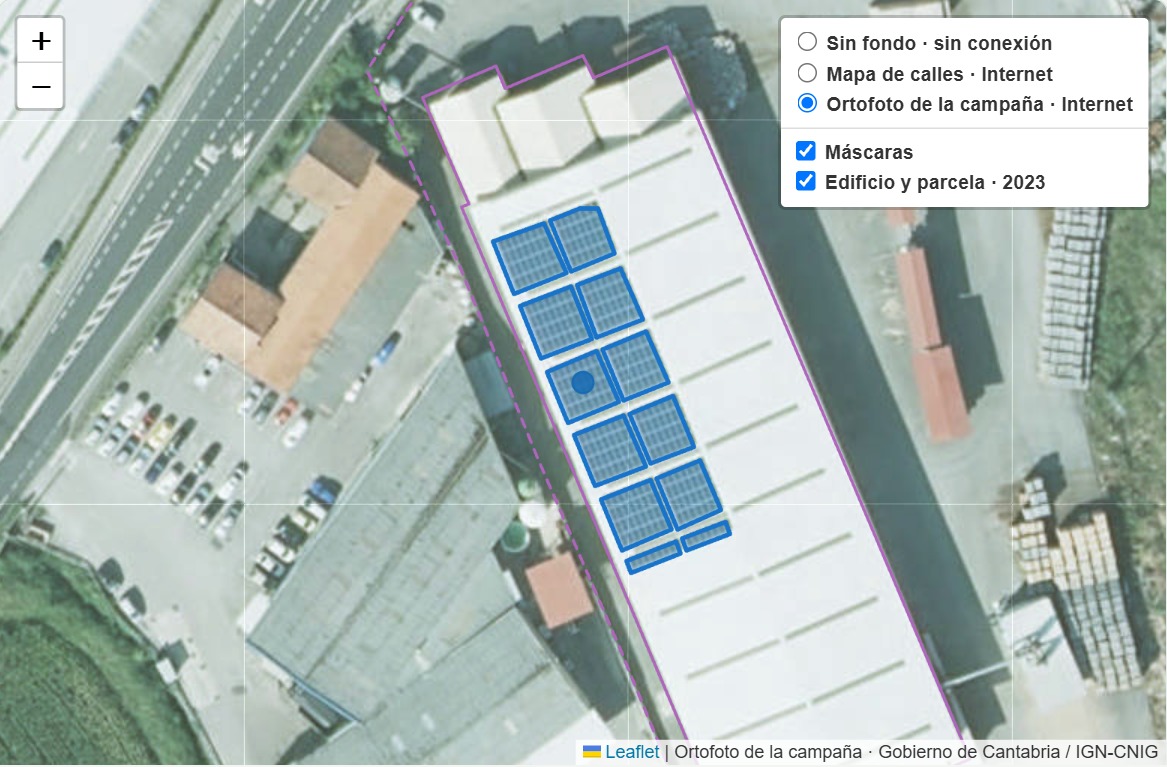 +
−
Sin fondo · sin conexión
Mapa de calles · Internet
Ortofoto de la campaña · Internet
Máscaras
Edificio y parcela · 2023
Leaflet | Ortofoto de la campaña · Gobierno de Cantabria / IGN-CNIG